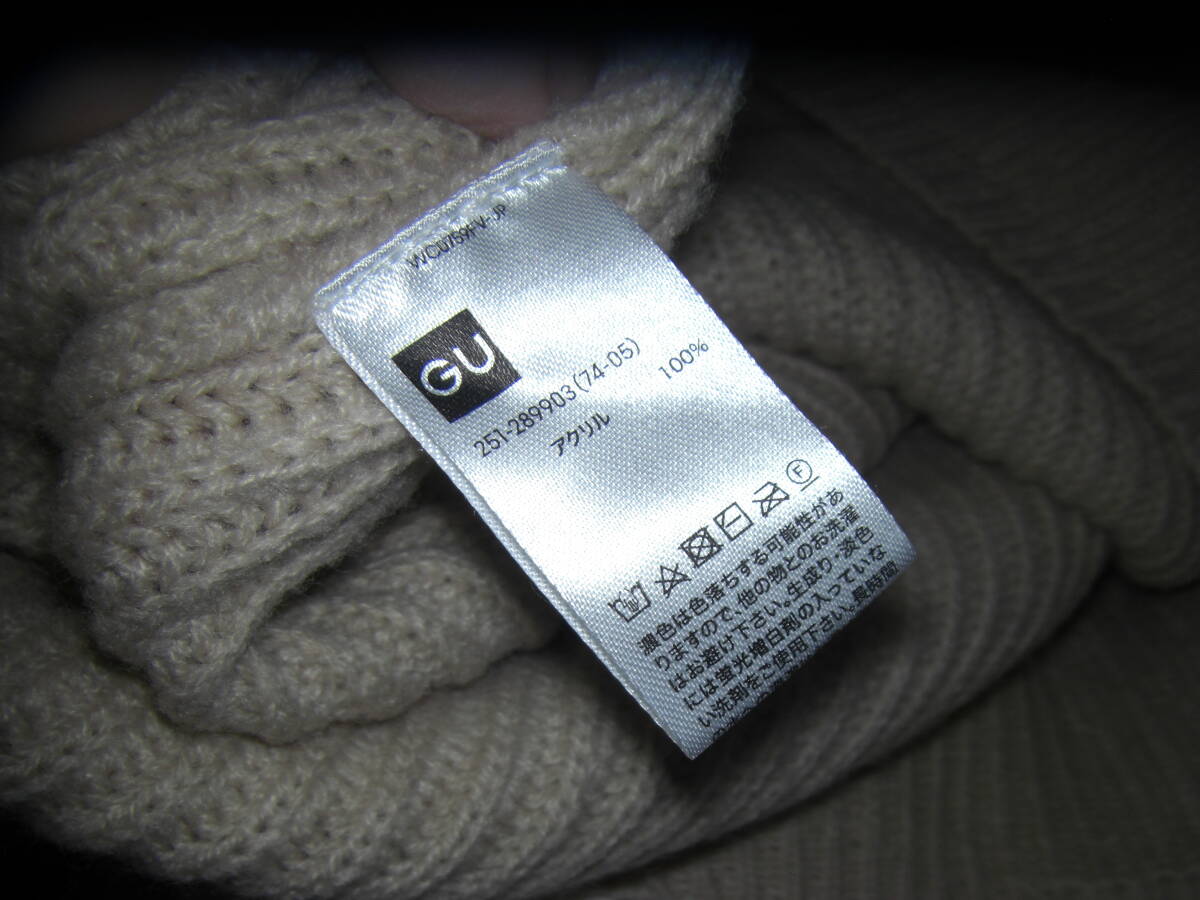 WCU759FV-JP
GU
251-289903(74-05)
アクリル 100%
F
濃色は色落ちする可能性があ
りますので、他の物とのお洗濯
はお避け下さい。生成り・淡色
には蛍光増白剤の入っていな
い洗剤をご使用下さい。長時間